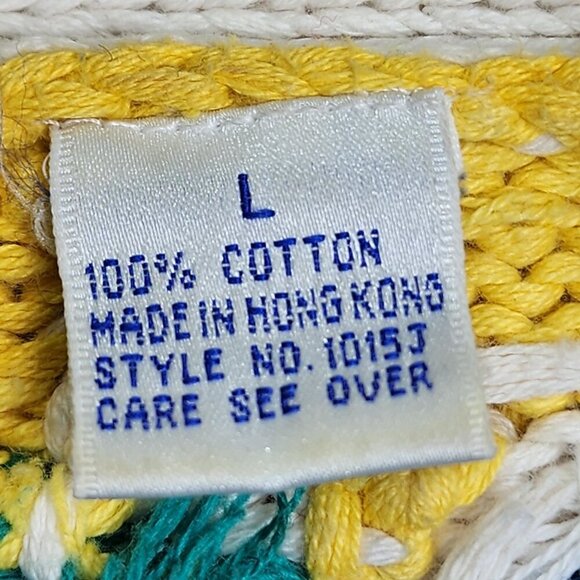 L
100% COTTON
MADE IN HONG KONG
STYLE NO. 1015J
CARE SEE OVER